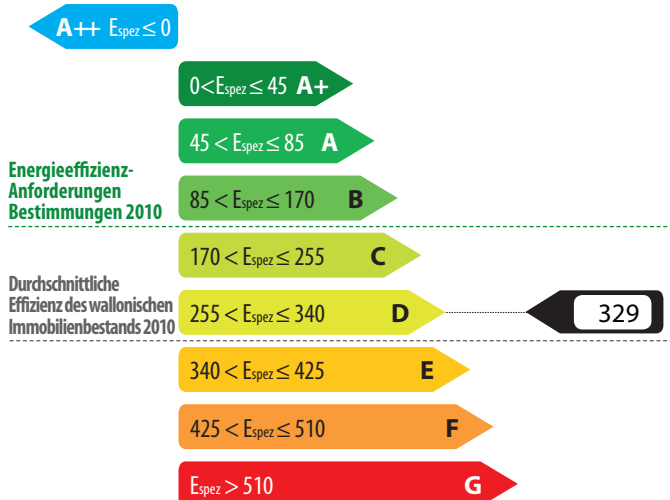 A++ Espez ≤ 0
0<Espez ≤ 45 A+
45 < Espez ≤ 85 A
Energieeffizienz-
Anforderungen
Bestimmungen 2010
85 < Espez ≤ 170 B
170 < Espez ≤ 255 C
Durchschnittliche
Effizienz des wallonischen
Immobilienbestands 2010
255 < Espez ≤ 340 D
329
340 < Espez ≤ 425 E
425 < Espez ≤ 510 F
Espez > 510 G